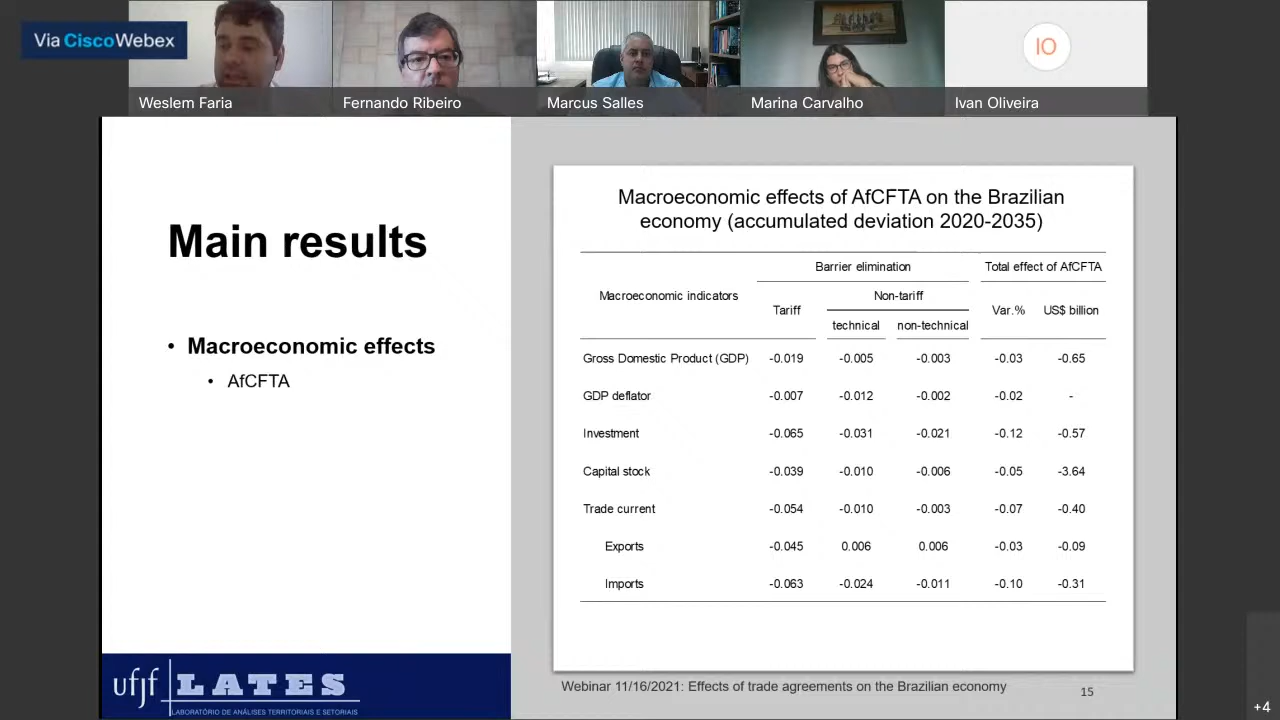 Via CiscoWebex
Weslem Faria
Fernando Ribeiro
Marcus Salles
Marina Carvalho
IO
Ivan Oliveira
Main results
• Macroeconomic effects
• AfCFTA
Macroeconomic effects of AfCFTA on the Brazilian
economy (accumulated deviation 2020-2035)
Barrier elimination Total effect of AfCFTA
Macroeconomic indicators Non-tariff
Tariff Var.% US$ billion
technical non-technical
Gross Domestic Product (GDP) -0.019 -0.005 -0.003 -0.03 -0.65
GDP deflator -0.007 -0.012 -0.002 -0.02 -
Investment -0.065 -0.031 -0.021 -0.12 -0.57
Capital stock -0.039 -0.010 -0.006 -0.05 -3.64
Trade current -0.054 -0.010 -0.003 -0.07 -0.40
Exports -0.045 0.006 0.006 -0.03 -0.09
Imports -0.063 -0.024 -0.011 -0.10 -0.31
ufjf LATES
LABORATÓRIO DE ANÁLISES TERRITORIAIS E SETORIAIS
Webinar 11/16/2021: Effects of trade agreements on the Brazilian economy
15
+4